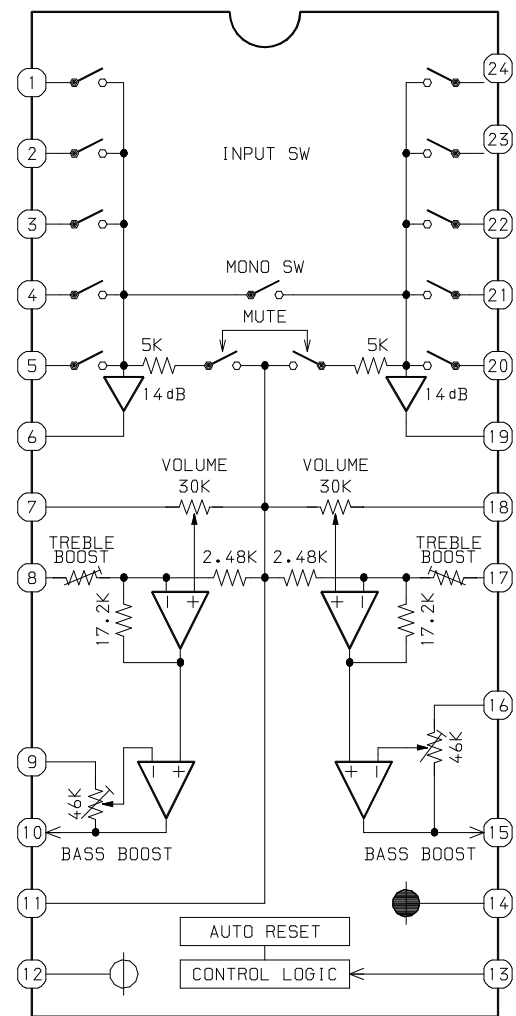 1
24
2
INPUT SW
23
3
22
MONO SW
4
21
MUTE
5K
5K
5
20
14dB
14dB
6
19
VOLUME
VOLUME
30K
30K
7
18
TREBLE
BOOST
2.48K
2.48K
TREBLE
BOOST
8
17
17.2K
17.2K
16
9
46K
46K
10
15
BASS BOOST
BASS BOOST
11
14
AUTO RESET
12
CONTROL LOGIC
13
+
+
+
+
–
–
–
–